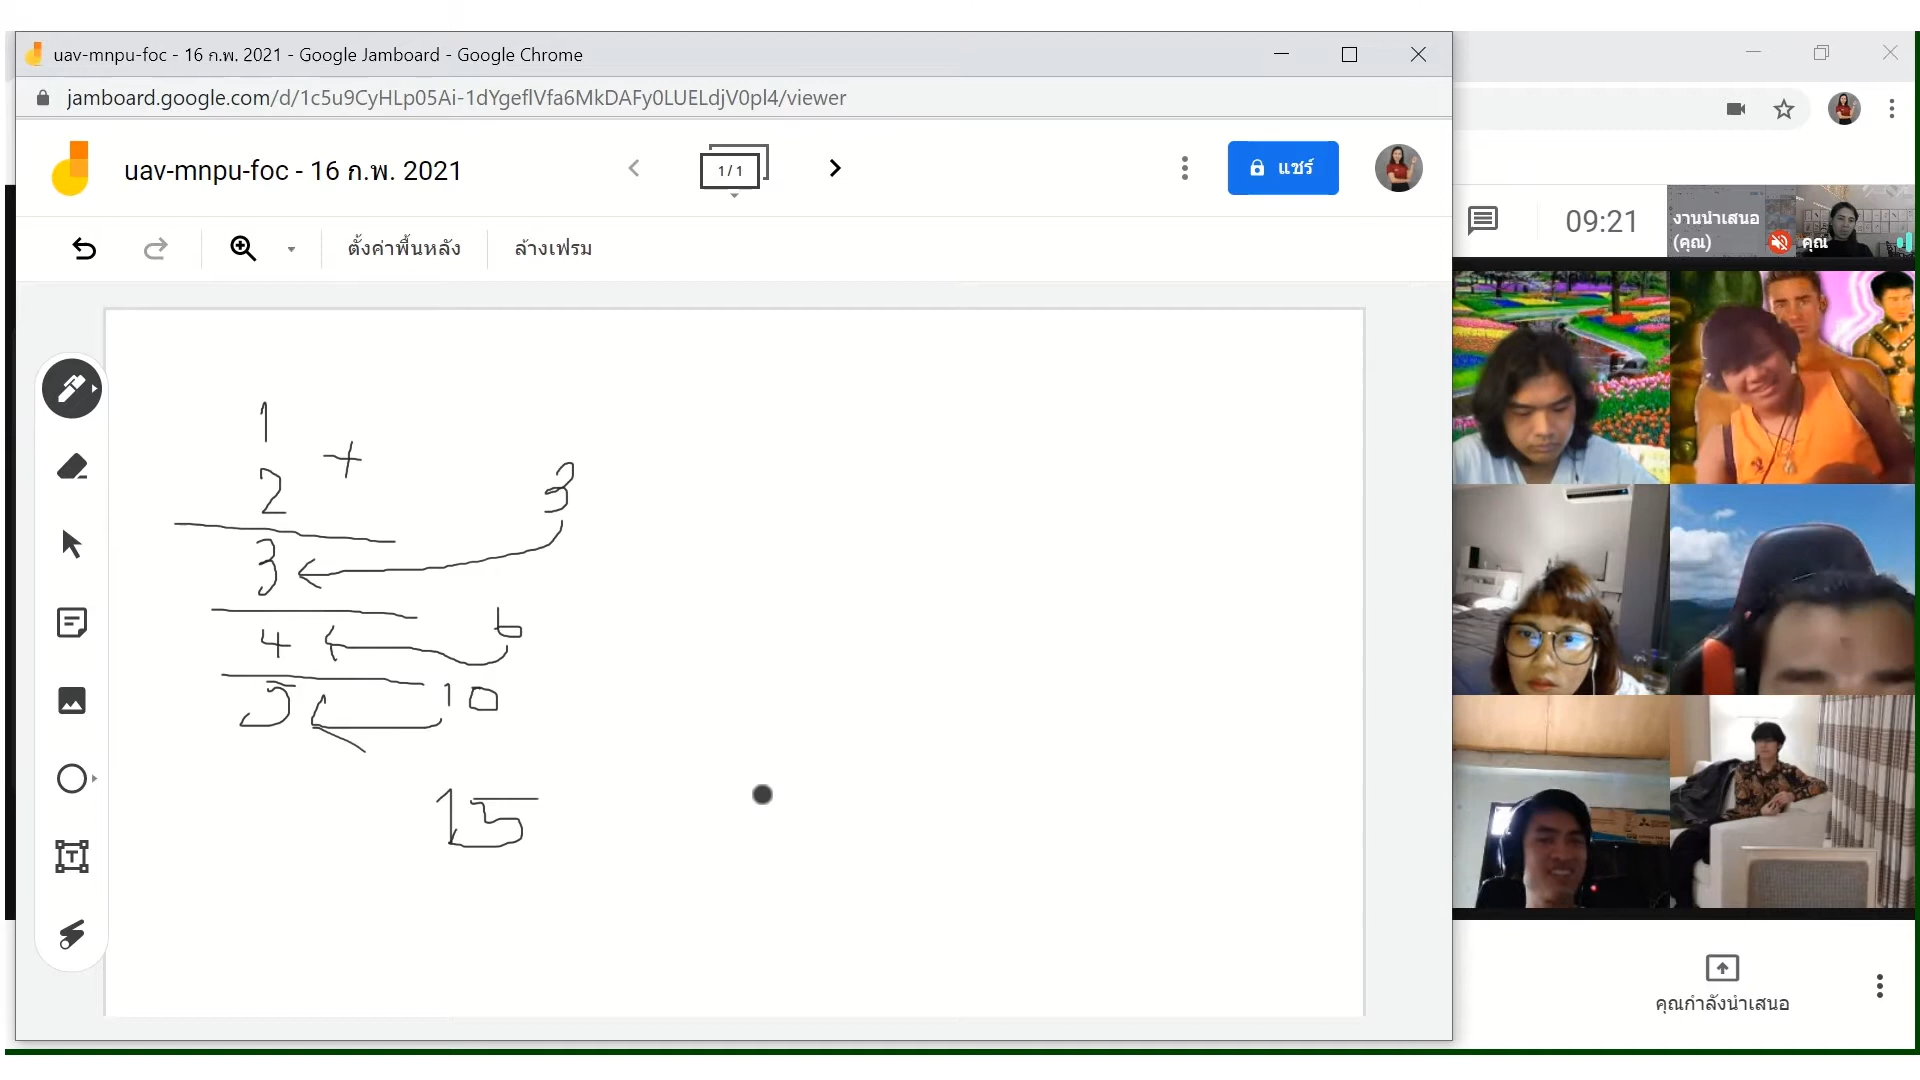 uav-mnpu-foc - 16 ก.พ. 2021 - Google Jamboard - Google Chrome
jamboard.google.com/d/1c5u9CyHLp05Ai-1dYgeflVfa6MkDAFy0LUELdjV0pl4/viewer
uav-mnpu-foc - 16 ก.พ. 2021
1/1
แชร์
ตั้งค่าพื้นหลัง
ล้างเฟรม
09:21
งานนำเสนอ
(คุณ)
คุณ
1
+
2
3
3
6
4
5
10
15
คุณกำลังนำเสนอ